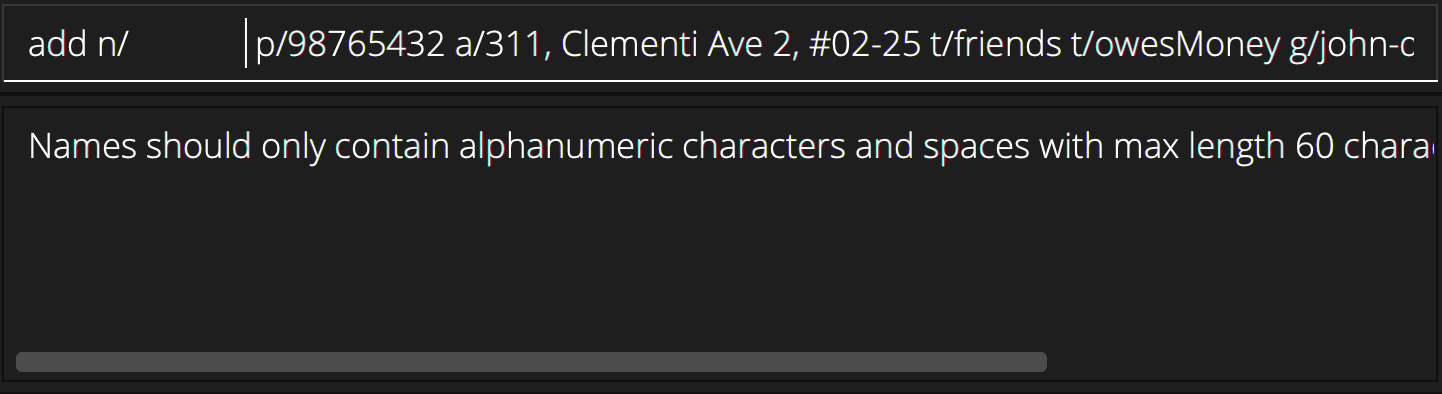 add n/ p/98765432 a/311, Clementi Ave 2, #02-25 t/friends t/owesMoney g/john-
Names should only contain alphanumeric characters and spaces with max length 60